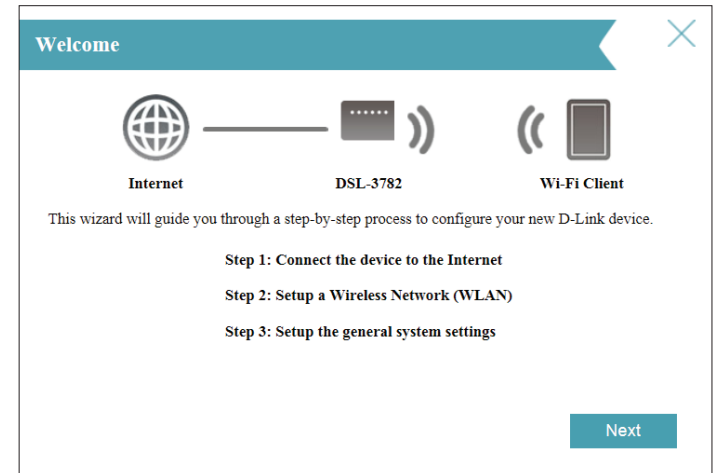 Welcome
Internet
DSL-3782
Wi-Fi Client
This wizard will guide you through a step-by-step process to configure your new D-Link device.
Step 1: Connect the device to the Internet
Step 2: Setup a Wireless Network (WLAN)
Step 3: Setup the general system settings
Next